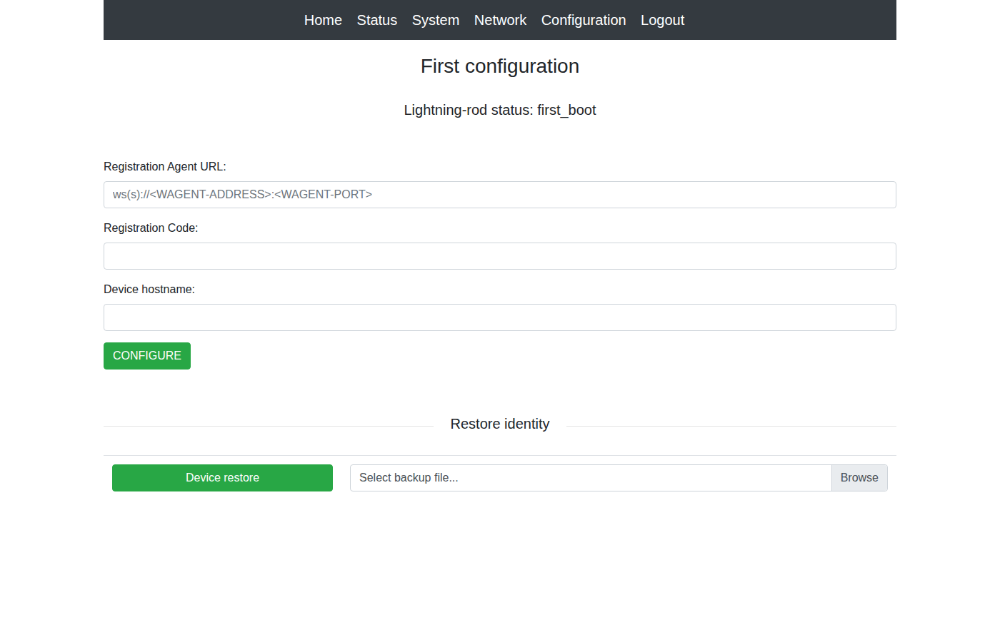 Home Status System Network Configuration Logout
First configuration
Lightning-rod status: first_boot
Registration Agent URL:
ws(s)://<WAGENT-ADDRESS>:<WAGENT-PORT>
Registration Code:
Device hostname:
CONFIGURE
Restore identity
Device restore Select backup file... Browse